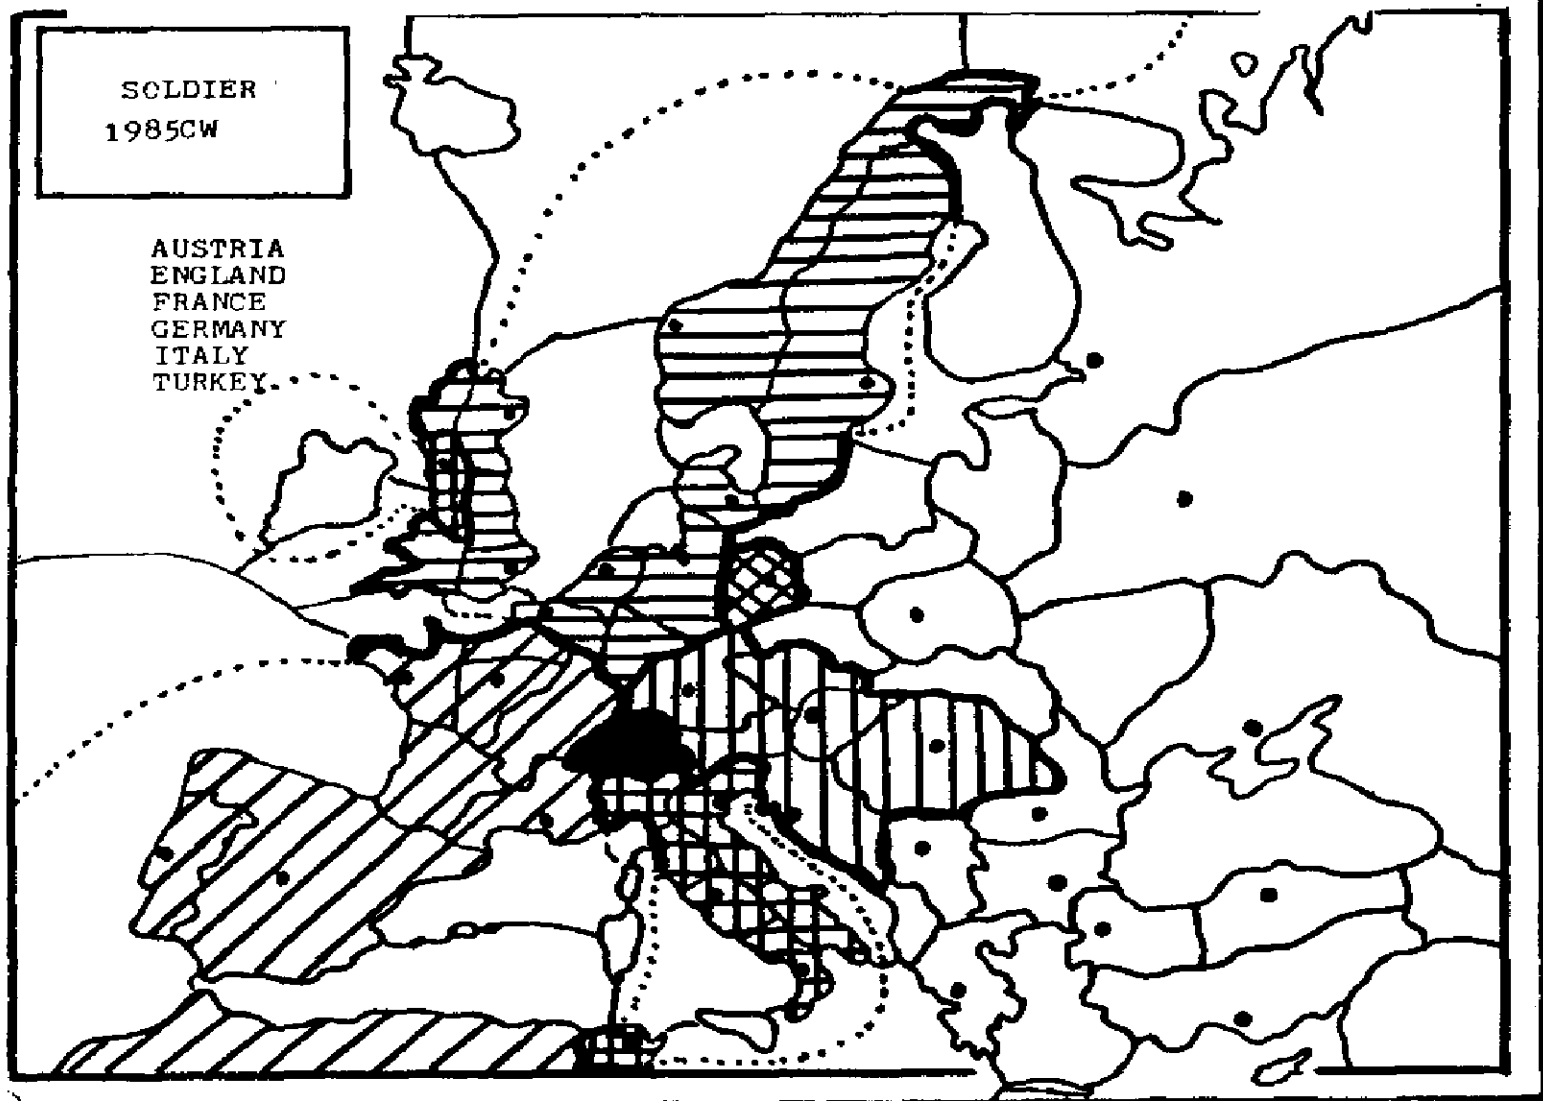 SOLDIER
1985CW
AUSTRIA
ENGLAND
FRANCE
GERMANY
ITALY
TURKEY